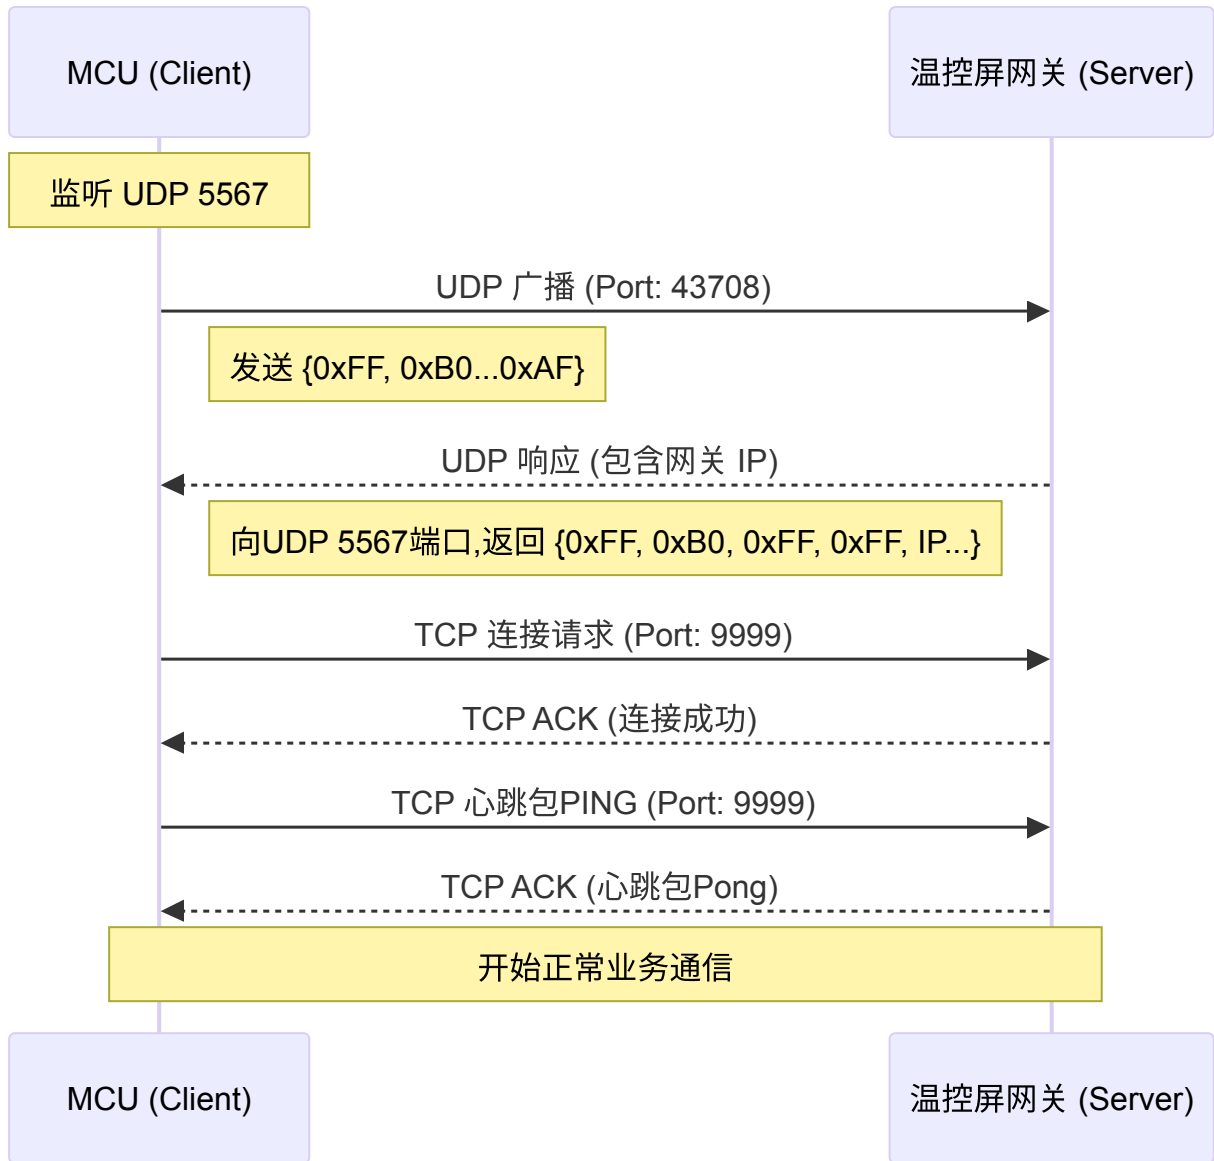 MCU (Client)
温控屏网关 (Server)
监听 UDP 5567
UDP 广播 (Port: 43708)
发送 {0xFF, 0xB0...0xAF}
UDP 响应 (包含网关 IP)
向UDP 5567端口,返回 {0xFF, 0xB0, 0xFF, 0xFF, IP...}
TCP 连接请求 (Port: 9999)
TCP ACK (连接成功)
TCP 心跳包PING (Port: 9999)
TCP ACK (心跳包Pong)
开始正常业务通信
MCU (Client)
温控屏网关 (Server)